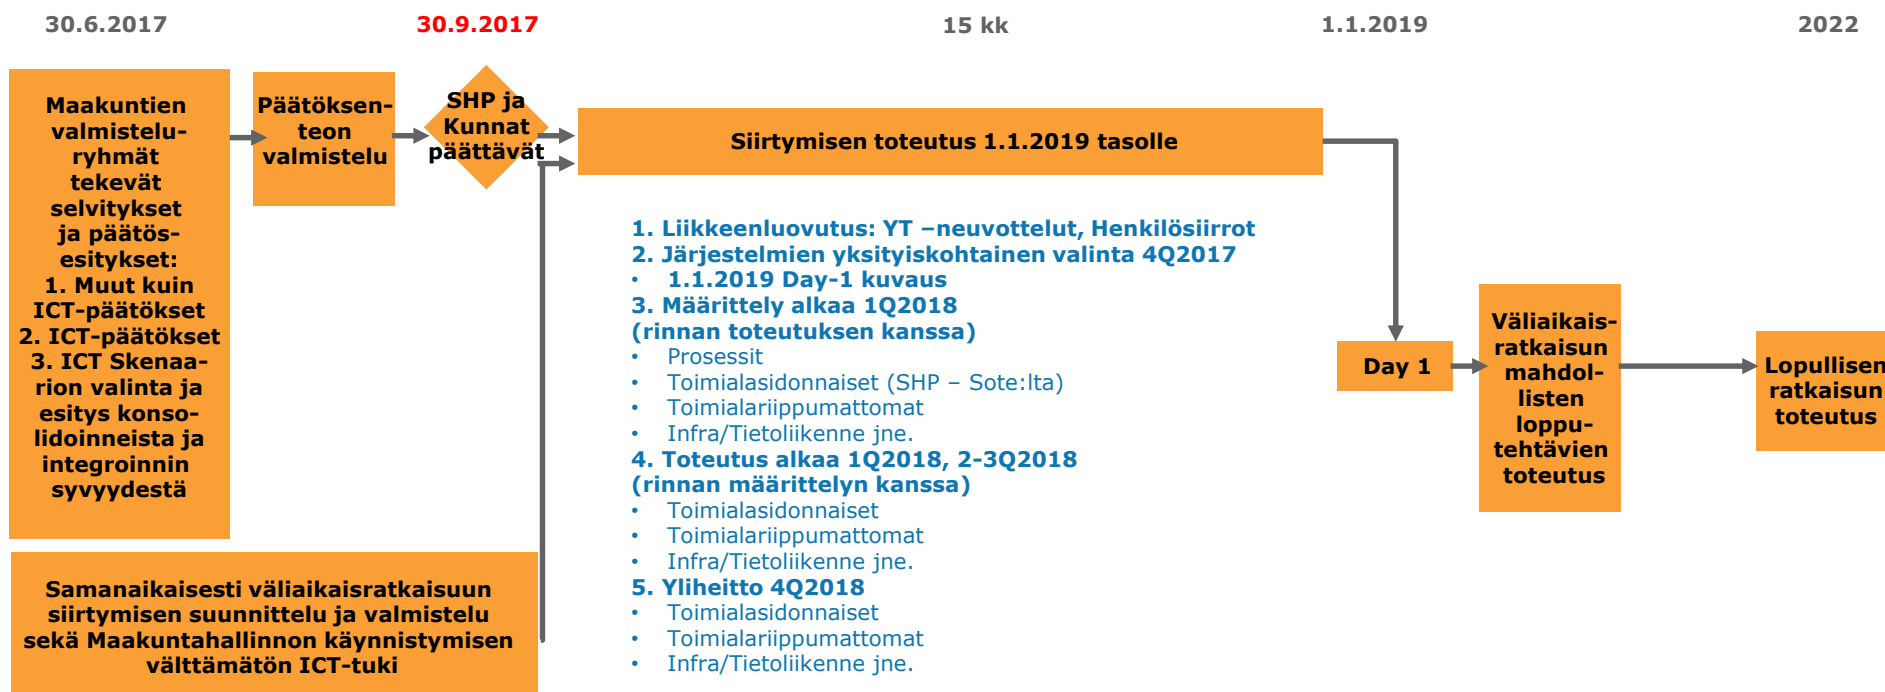 30.6.2017
30.9.2017
15 kk
1.1.2019
2022
Maakuntien
valmistelu-
ryhmät
tekevät
selvitykset
ja päätös-
esitykset:
1. Muut kuin
ICT-päätökset
2. ICT-päätökset
3. ICT Skenaa-
rion valinta ja
esitys konso-
lidoinneista ja
integroinnin
syvyydestä
Päätöksen-
teon
valmistelu
SHP ja
Kunnat
päättävät
Siirtymisen toteutus 1.1.2019 tasolle
1. Liikkeenluovutus: YT –neuvottelut, Henkilösiirrot
2. Järjestelmien yksityiskohtainen valinta 4Q2017
• 1.1.2019 Day-1 kuvaus
3. Määrittely alkaa 1Q2018
(rinnan toteutuksen kanssa)
• Prosessit
• Toimialasidonnaiset (SHP – Sote:lta)
• Toimialariippumattomat
• Infra/Tietoliikenne jne.
4. Toteutus alkaa 1Q2018, 2-3Q2018
(rinnan määrittelyn kanssa)
• Toimialasidonnaiset
• Toimialariippumattomat
• Infra/Tietoliikenne jne.
5. Yliheitto 4Q2018
• Toimialasidonnaiset
• Toimialariippumattomat
• Infra/Tietoliikenne jne.
Day 1
Väliaikais-
ratkaisun
mahdol-
listen
loppu-
tehtävien
toteutus
Lopullisen
ratkaisun
toteutus
Samanaikaisesti väliaikaisratkaisuun
siirtymisen suunnittelu ja valmistelu
sekä Maakuntahallinnon käynnistymisen
välttämätön ICT-tuki